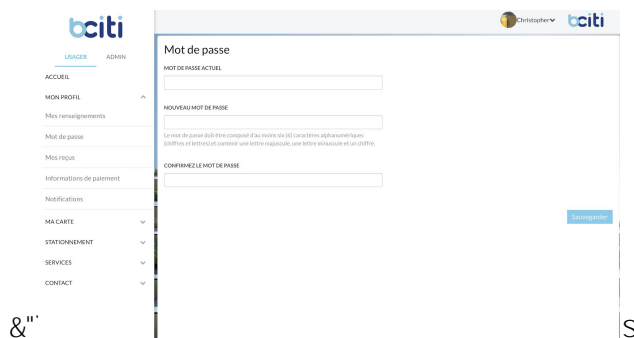 bciti
Christopher
bciti
USAGER ADMIN
ACCUEIL
MON PROFIL
Mes renseignements
Mot de passe
Mes reçus
Informations de paiement
Notifications
MA CARTE
STATIONNEMENT
SERVICES
CONTACT
Mot de passe
MOT DE PASSE ACTUEL
NOUVEAU MOT DE PASSE
Le mot de passe doit être composé d'au moins six (6) caractères alphanumériques
(chiffres et lettres) et contenir une lettre majuscule, une lettre minuscule et un chiffre.
CONFIRMEZ LE MOT DE PASSE
Sauvegarder
&"
S